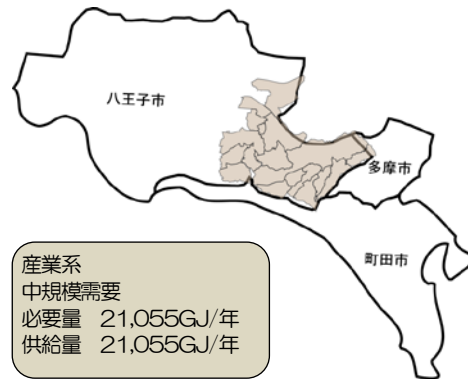 八王子市
多摩市
町田市
産業系
中規模需要
必要量　21,055GJ/年
供給量　21,055GJ/年